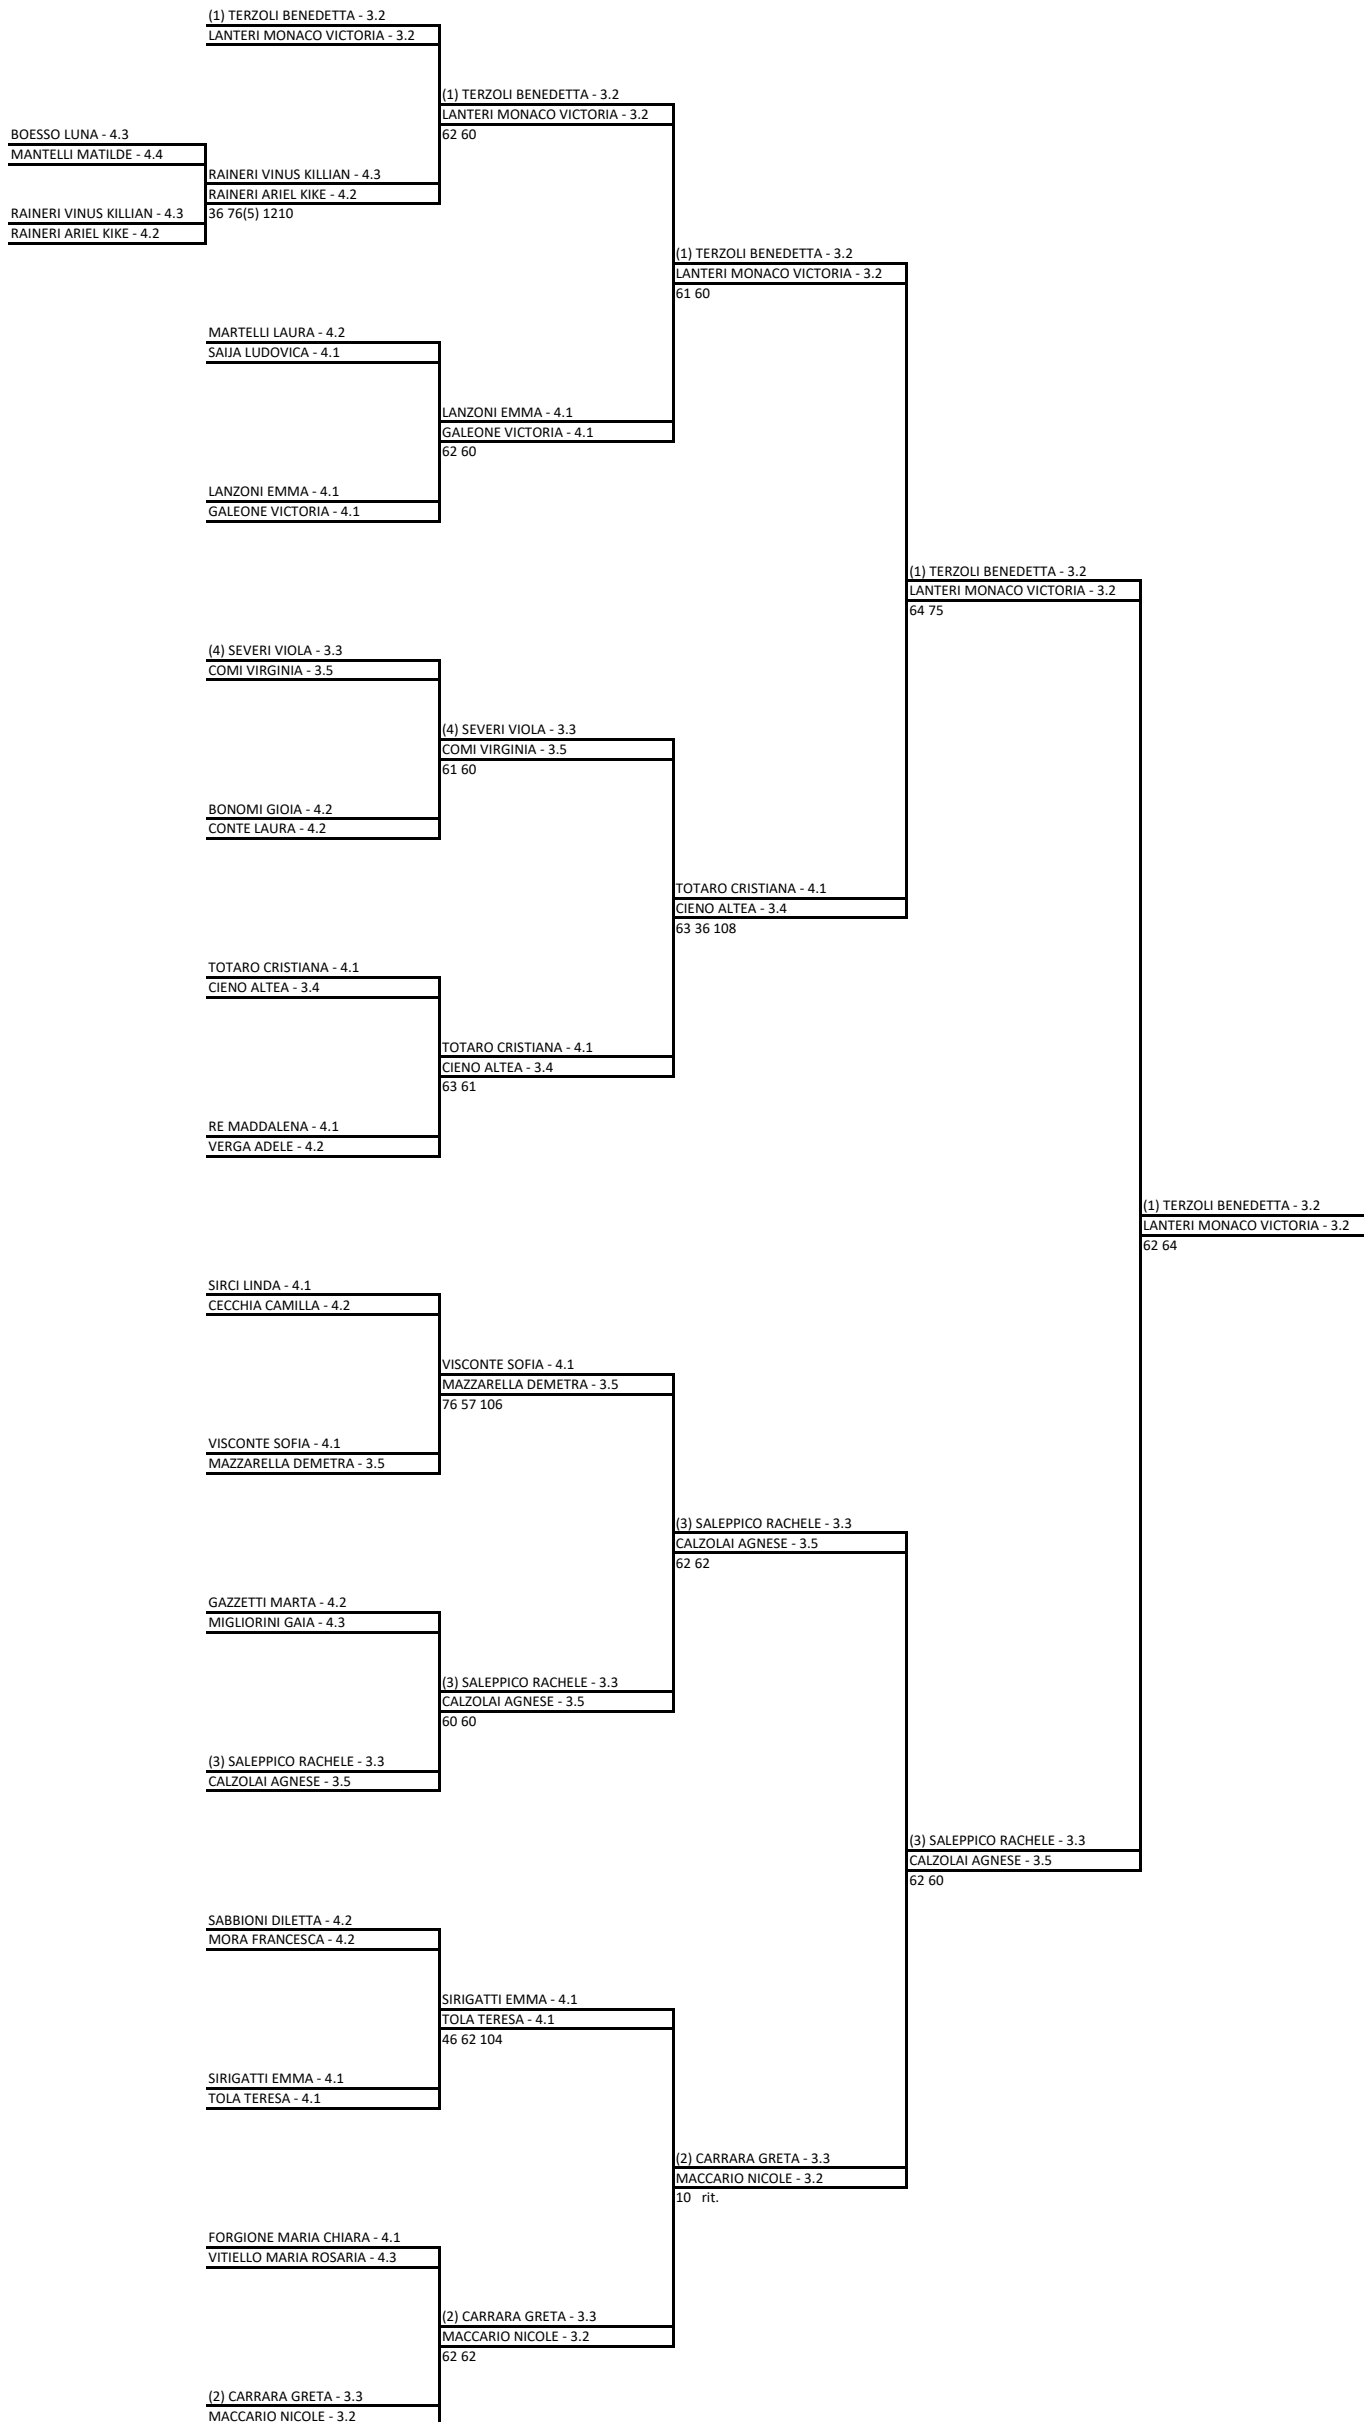 (1) TERZOLI BENEDETTA - 3.2
LANTERI MONACO VICTORIA - 3.2
(1) TERZOLI BENEDETTA - 3.2
LANTERI MONACO VICTORIA - 3.2
62 60
BOESSO LUNA - 4.3
MANTELLI MATILDE - 4.4
RAINERI VINUS KILLIAN - 4.3
RAINERI ARIEL KIKE - 4.2
36 76(5) 1210
RAINERI VINUS KILLIAN - 4.3
RAINERI ARIEL KIKE - 4.2
(1) TERZOLI BENEDETTA - 3.2
LANTERI MONACO VICTORIA - 3.2
61 60
MARTELLI LAURA - 4.2
SAIJA LUDOVICA - 4.1
LANZONI EMMA - 4.1
GALEONE VICTORIA - 4.1
62 60
LANZONI EMMA - 4.1
GALEONE VICTORIA - 4.1
(1) TERZOLI BENEDETTA - 3.2
LANTERI MONACO VICTORIA - 3.2
64 75
(4) SEVERI VIOLA - 3.3
COMI VIRGINIA - 3.5
(4) SEVERI VIOLA - 3.3
COMI VIRGINIA - 3.5
61 60
BONOMI GIOIA - 4.2
CONTE LAURA - 4.2
TOTARO CRISTIANA - 4.1
CIENO ALTEA - 3.4
63 36 108
TOTARO CRISTIANA - 4.1
CIENO ALTEA - 3.4
TOTARO CRISTIANA - 4.1
CIENO ALTEA - 3.4
63 61
RE MADDALENA - 4.1
VERGA ADELE - 4.2
(1) TERZOLI BENEDETTA - 3.2
LANTERI MONACO VICTORIA - 3.2
62 64
SIRCI LINDA - 4.1
CECCHIA CAMILLA - 4.2
VISCONTE SOFIA - 4.1
MAZZARELLA DEMETRA - 3.5
76 57 106
VISCONTE SOFIA - 4.1
MAZZARELLA DEMETRA - 3.5
(3) SALEPPICO RACHELE - 3.3
CALZOLAI AGNESE - 3.5
62 62
GAZZETTI MARTA - 4.2
MIGLIORINI GAIA - 4.3
(3) SALEPPICO RACHELE - 3.3
CALZOLAI AGNESE - 3.5
60 60
(3) SALEPPICO RACHELE - 3.3
CALZOLAI AGNESE - 3.5
(3) SALEPPICO RACHELE - 3.3
CALZOLAI AGNESE - 3.5
62 60
SABBIONI DILETTA - 4.2
MORA FRANCESCA - 4.2
SIRIGATTI EMMA - 4.1
TOLA TERESA - 4.1
46 62 104
SIRIGATTI EMMA - 4.1
TOLA TERESA - 4.1
(2) CARRARA GRETA - 3.3
MACCARIO NICOLE - 3.2
10 rit.
FORGIONE MARIA CHIARA - 4.1
VITIELLO MARIA ROSARIA - 4.3
(2) CARRARA GRETA - 3.3
MACCARIO NICOLE - 3.2
62 62
(2) CARRARA GRETA - 3.3
MACCARIO NICOLE - 3.2